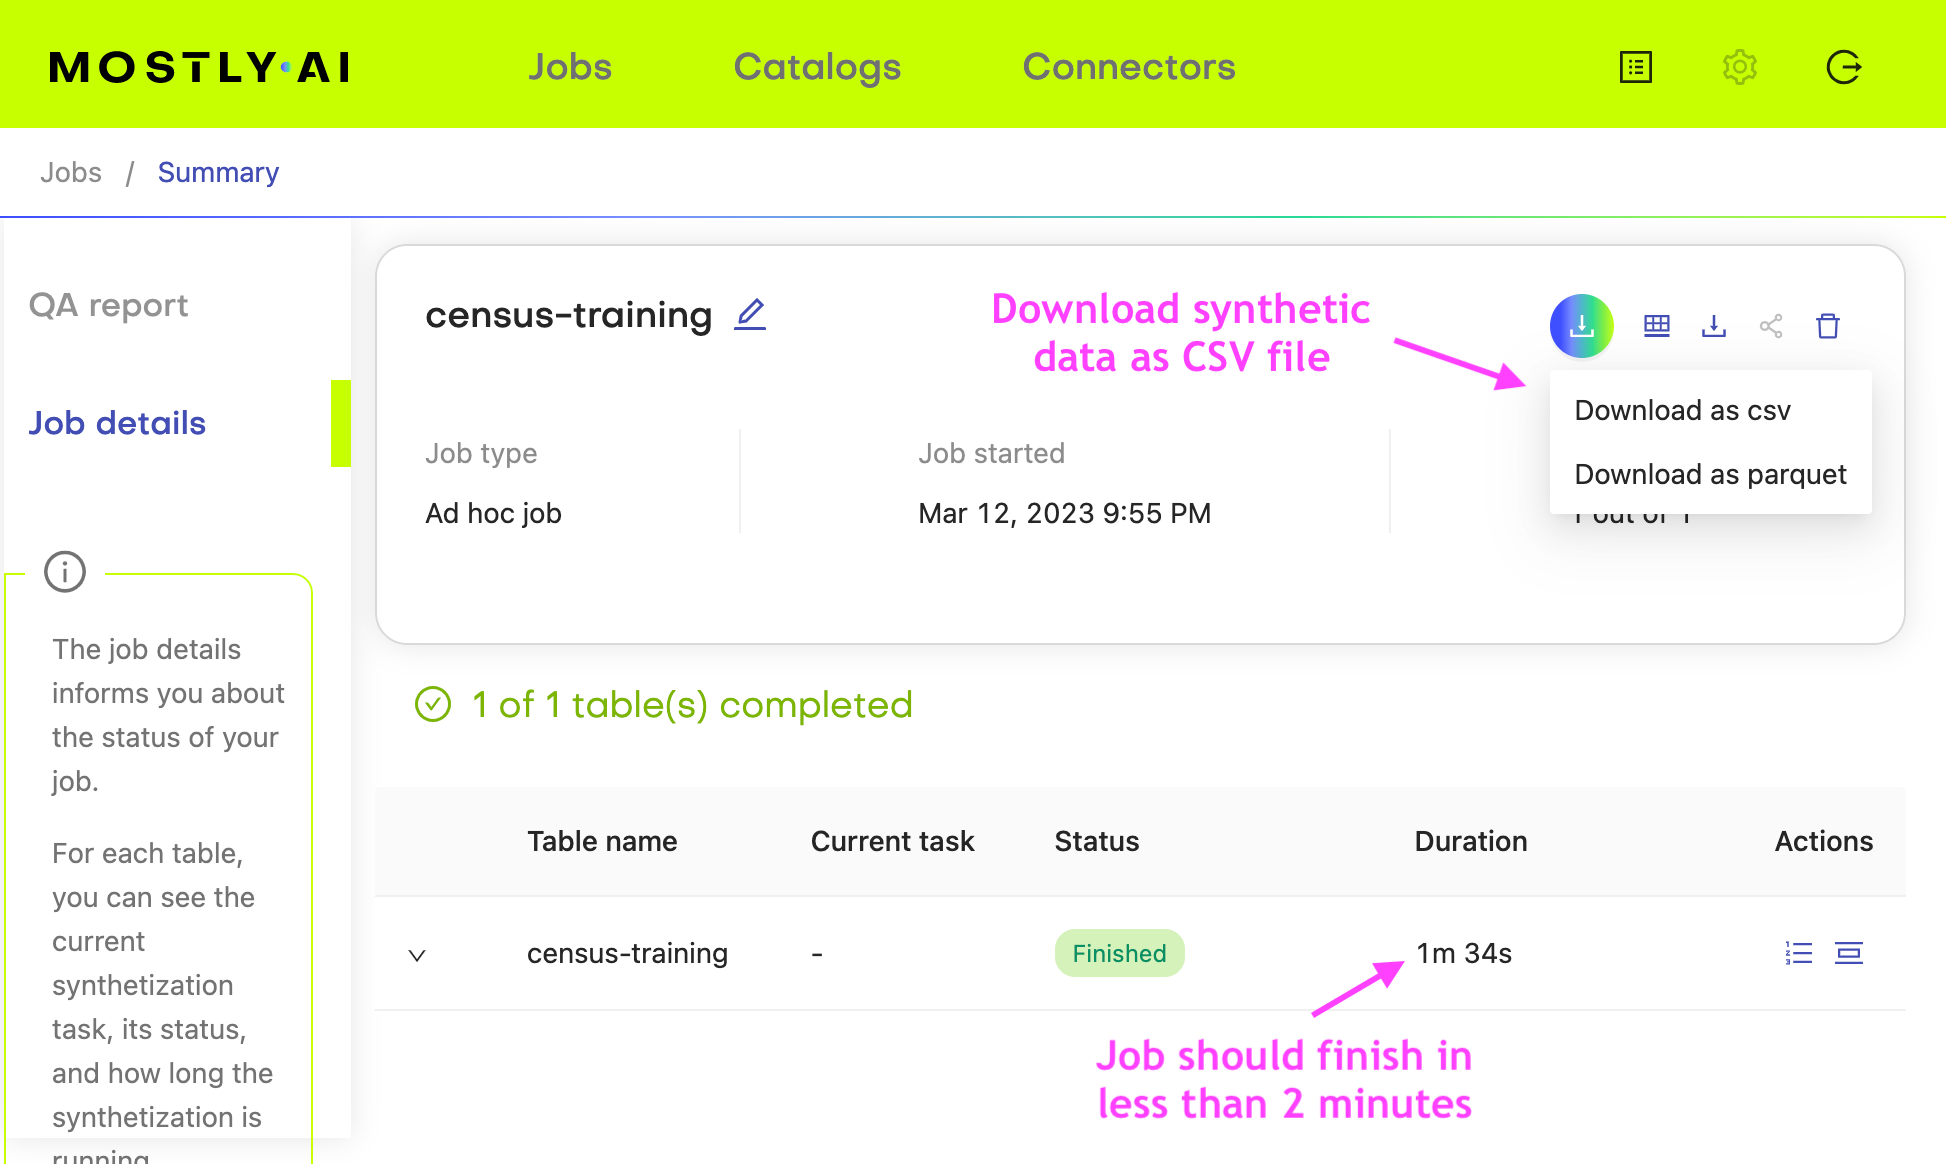 MOSTLY·AI
Jobs
Catalogs
Connectors
Jobs / Summary
QA report
Job details
The job details
informs you about
the status of your
job.
For each table,
you can see the
current
synthetization
task, its status,
and how long the
synthetization is
running
census-training
Download synthetic
data as CSV file
Download as csv
Download as parquet
Job type
Ad hoc job
Job started
Mar 12, 2023 9:55 PM
1 out of 1
1 of 1 table(s) completed
Table name Current task Status Duration Actions
census-training - Finished 1m 34s
Job should finish in
less than 2 minutes